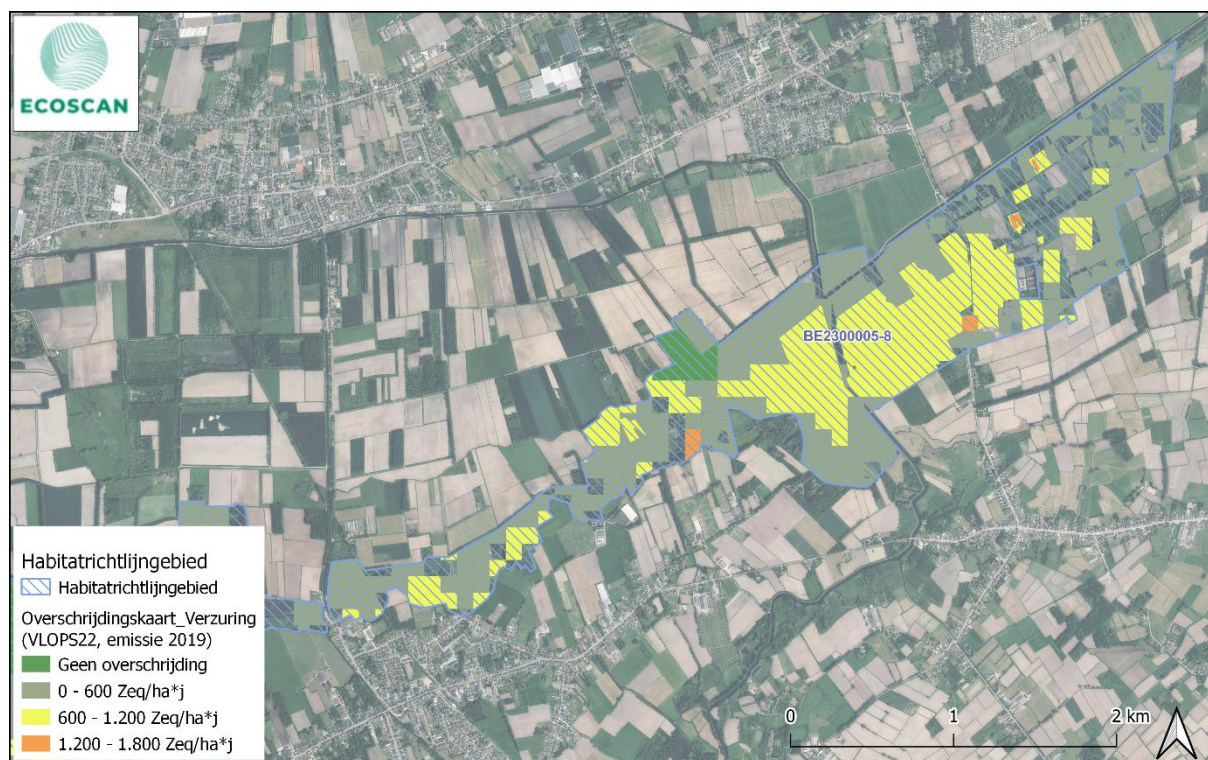 ECOSCAN
BE2300005-8
Habitatrichtlijngebied
Habitatrichtlijngebied
Overschrijdingskaart_Verzuring
(VLOPS22, emissie 2019)
Geen overschrijding
0 - 600 Zeq/ha*j
600 - 1.200 Zeq/ha*j
1.200 - 1.800 Zeq/ha*j
0 1 2 km